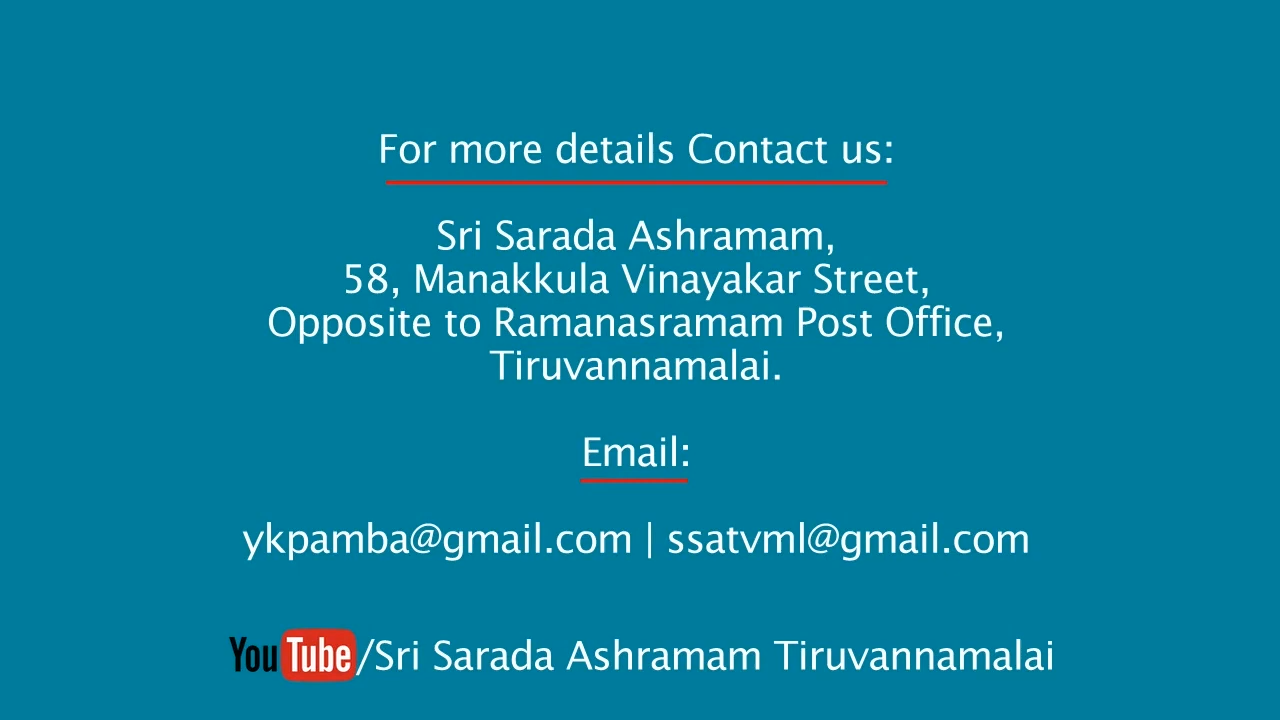 For more details Contact us:
Sri Sarada Ashramam,
58, Manakkula Vinayakar Street,
Opposite to Ramanasramam Post Office,
Tiruvannamalai.
Email:
ykpamba@gmail.com | ssatvml@gmail.com
YouTube/Sri Sarada Ashramam Tiruvannamalai